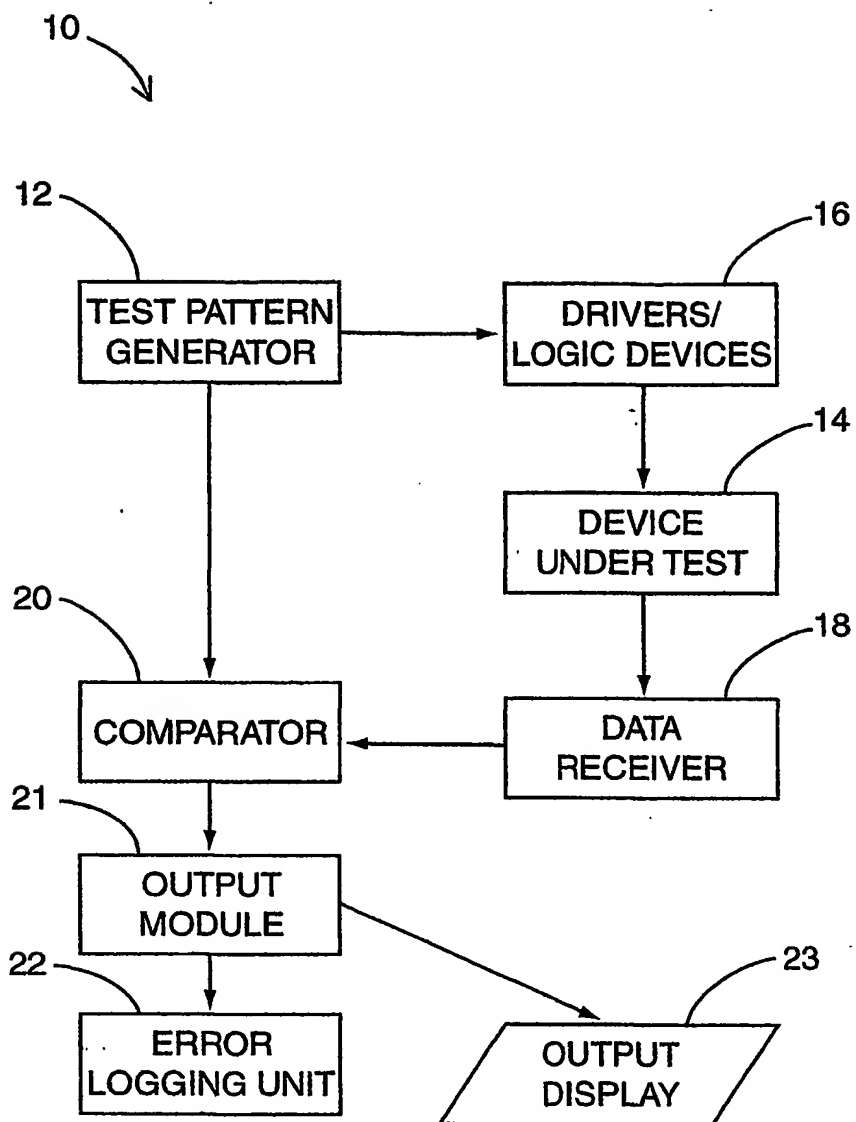 10
12
16
TEST PATTERN
GENERATOR
DRIVERS/
LOGIC DEVICES
14
DEVICE
UNDER TEST
20
18
COMPARATOR
DATA
RECEIVER
21
OUTPUT
MODULE
22
23
ERROR
LOGGING UNIT
OUTPUT
DISPLAY